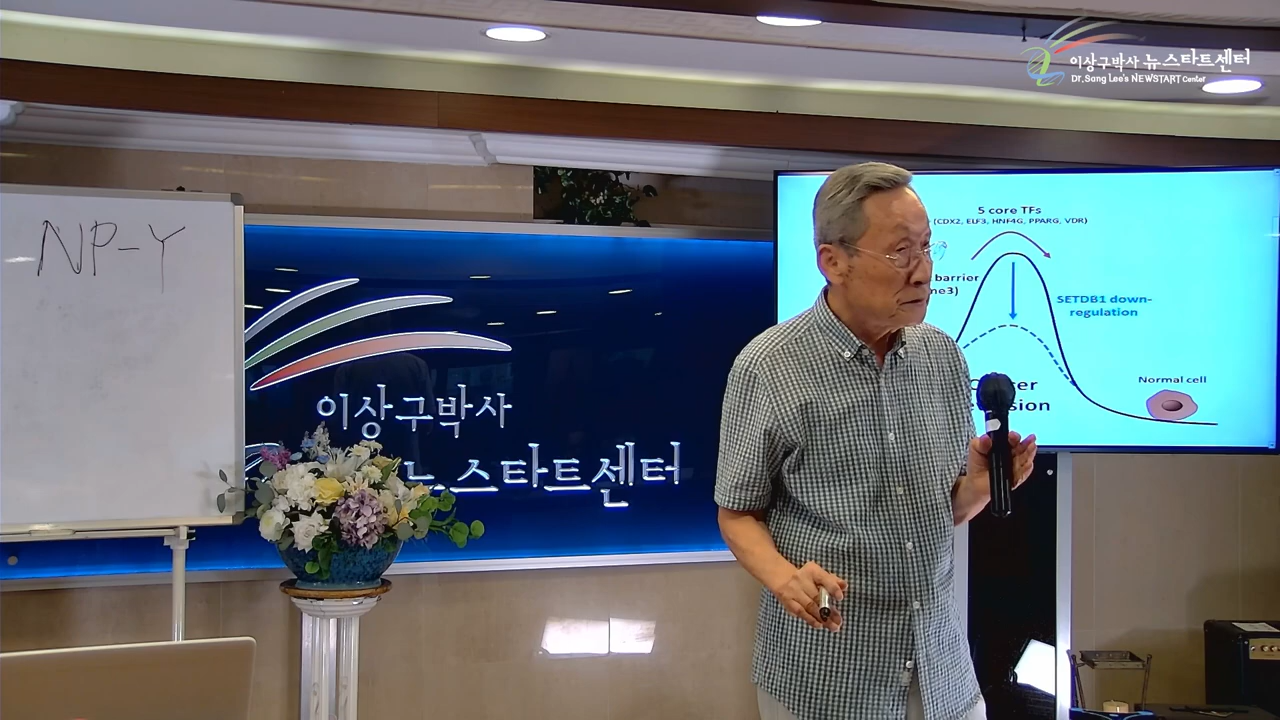 이상구박사 뉴스타트센터
Dr. Sang Lee's NEWSTART Center
NP-Y
이상구박사
뉴스타트센터
5 core TFs
(CDX2, ELF3, HNF4G, PPARG, VDR)
barrier
SETDB1 down-
regulation
Normal cell